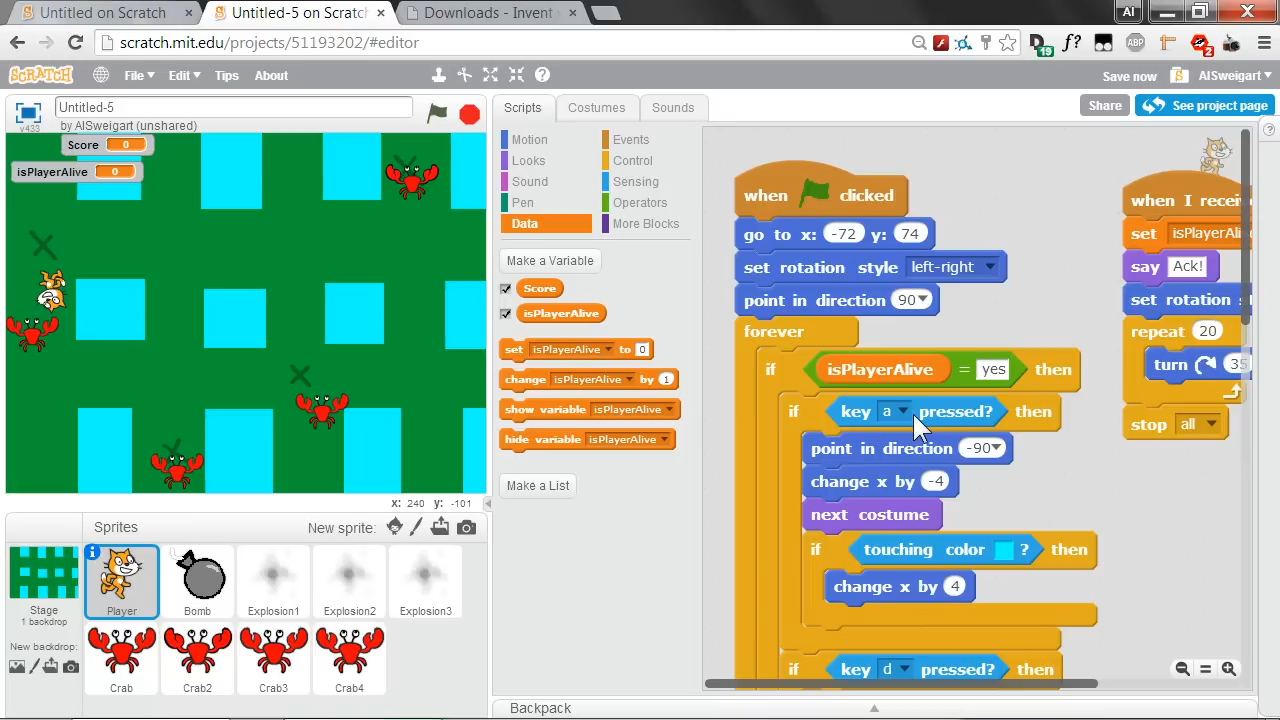 Untitled on Scratch
Untitled-5 on Scratch
Downloads - Invent
Al
scratch.mit.edu/projects/51193202/#editor
19
f?
ABP
2
SCRATCH
File
Edit
Tips
About
Save now
AlSweigart
Untitled-5
by AlSweigart (unshared)
v433
Scripts
Costumes
Sounds
Share
See project page
Score 0
isPlayerAlive 0
Motion
Looks
Sound
Pen
Data
Events
Control
Sensing
Operators
More Blocks
Make a Variable
Score
isPlayerAlive
set isPlayerAlive to 0
change isPlayerAlive by 1
show variable isPlayerAlive
hide variable isPlayerAlive
Make a List
when clicked
go to x: -72 y: 74
set rotation style left-right
point in direction 90
forever
if isPlayerAlive = yes then
if key a pressed? then
point in direction -90
change x by -4
next costume
if touching color ? then
change x by 4
if key d pressed? then
when I recei
set isPlayerAli
say Ack!
set rotation s
repeat 20
turn 35
stop all
x: 240 y: -101
Sprites
New sprite:
Stage
1 backdrop
New backdrop:
Player
Bomb
Explosion1
Explosion2
Explosion3
Crab
Crab2
Crab3
Crab4
Backpack